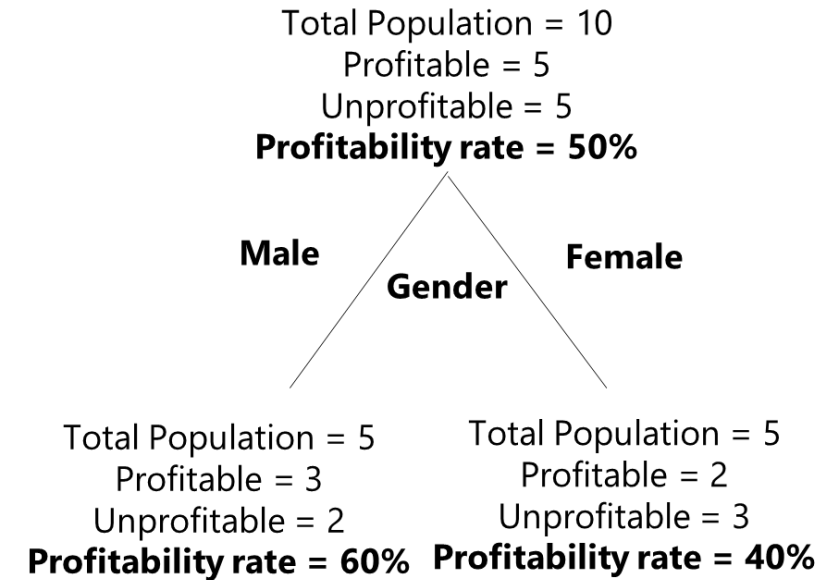 Total Population = 10
Profitable = 5
Unprofitable = 5
Profitability rate = 50%
Male
Female
Gender
Total Population = 5
Profitable = 3
Unprofitable = 2
Profitability rate = 60%
Total Population = 5
Profitable = 2
Unprofitable = 3
Profitability rate = 40%